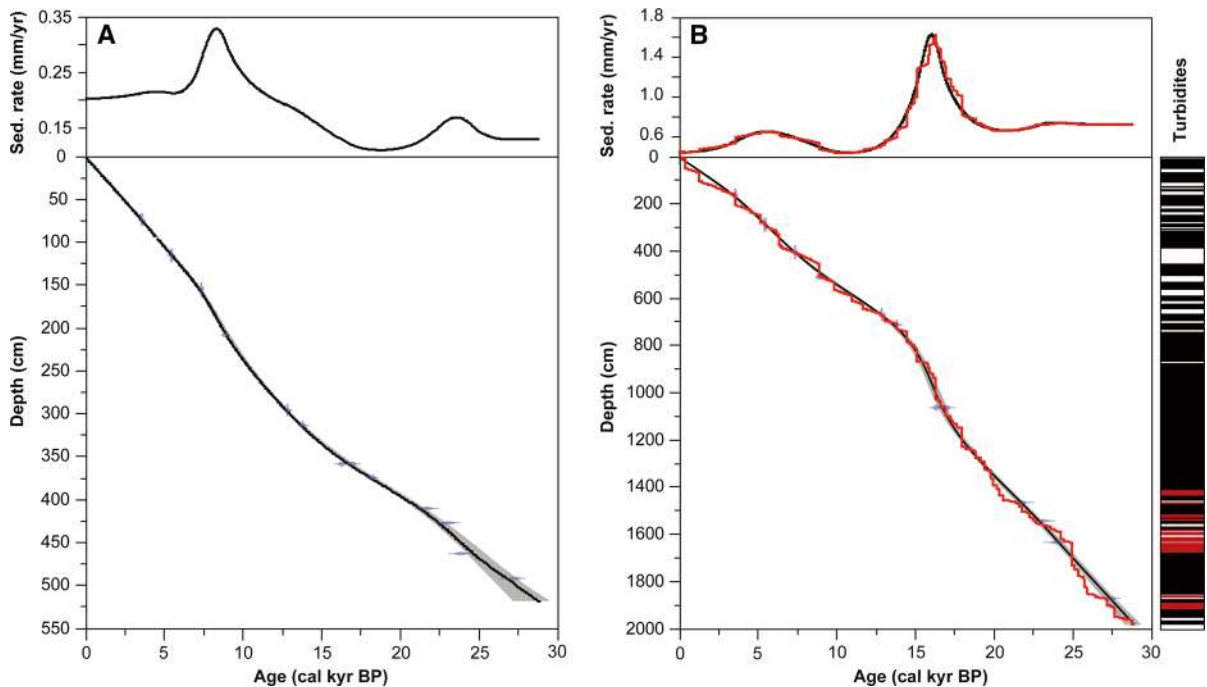 A
Sed. rate (mm/yr)
0.35
0.25
0.15
0
50
100
150
200
250
300
350
400
450
500
550
Depth (cm)
0 5 10 15 20 25 30
Age (cal kyr BP)
B
Sed. rate (mm/yr)
1.8
1.4
1.0
0.6
0
200
400
600
800
1000
1200
1400
1600
1800
2000
Depth (cm)
0 5 10 15 20 25 30
Age (cal kyr BP)
Turbidites